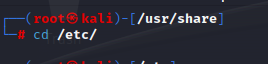 ┌──(root㉿kali)-[/usr/share]
└─# cd /etc/